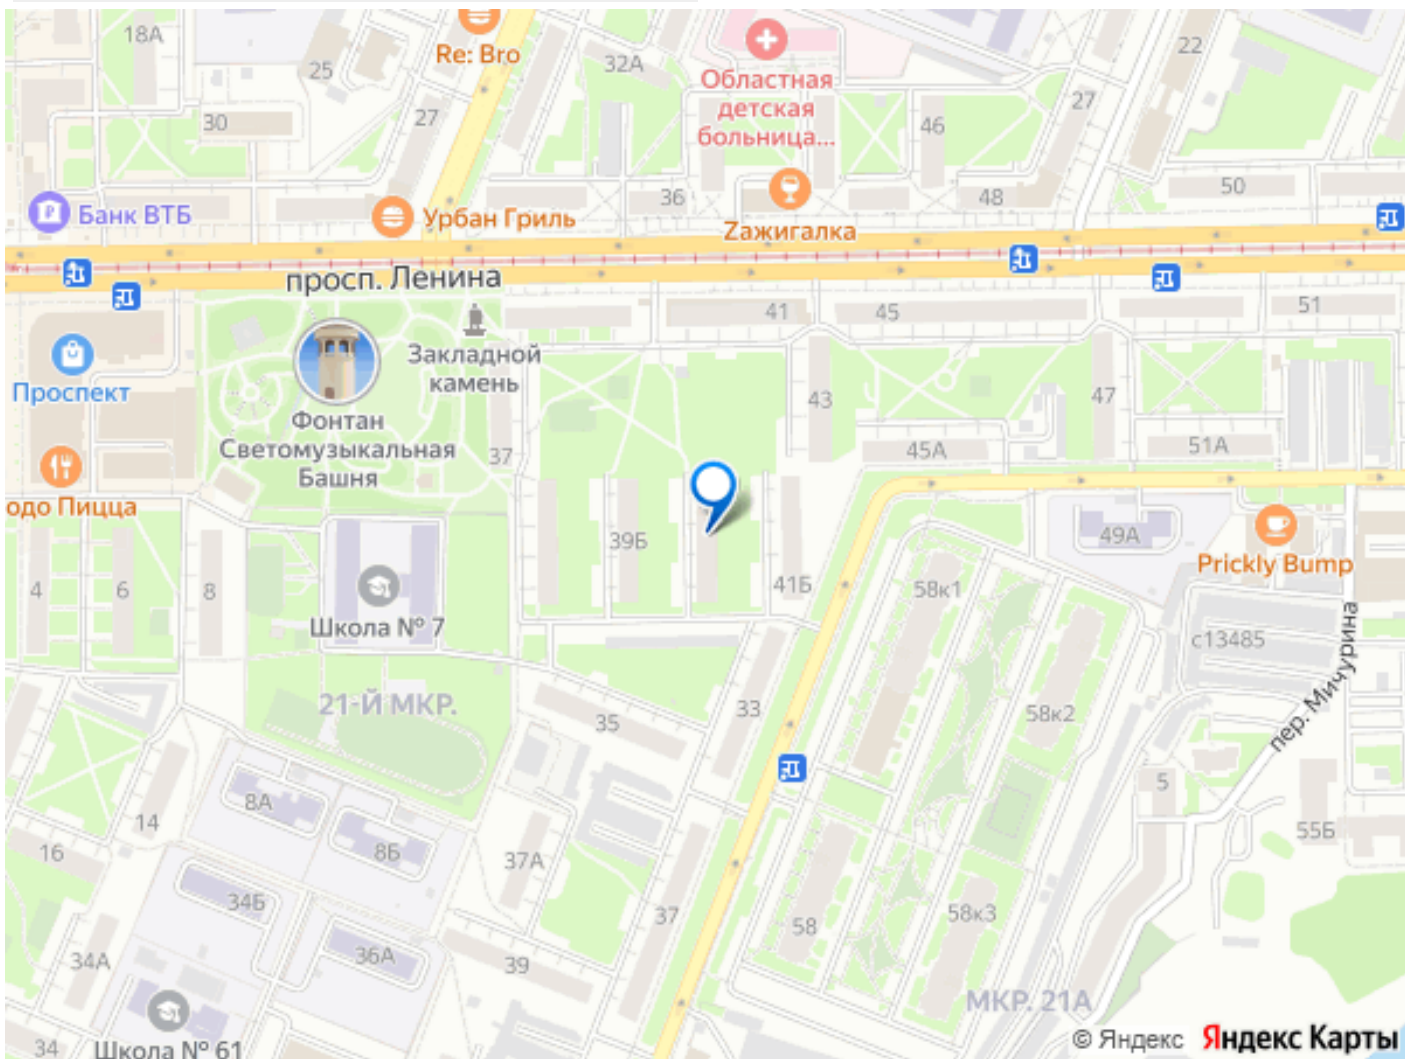 18А
25
Re: Bro
32А
Областная
детская
больница...
22
27
30
27
46
36
48
50
Банк ВТБ
Урбан Гриль
Zажигалка
просп. Ленина
41
45
51
Проспект
Закладной
камень
Фонтан
Светомузыкальная
Башня
37
43
47
45А
51А
одо Пицца
39Б
49А
Prickly Bump
4
6
8
41Б
58к1
Школа № 7
с13485
пер. Мичурина
21-Й МКР.
35
33
58к2
8А
5
14
8Б
55Б
16
37А
34Б
37
58
58к3
34А
36А
39
МКР. 21А
34
Школа № 61
© Яндекс Яндекс Карты